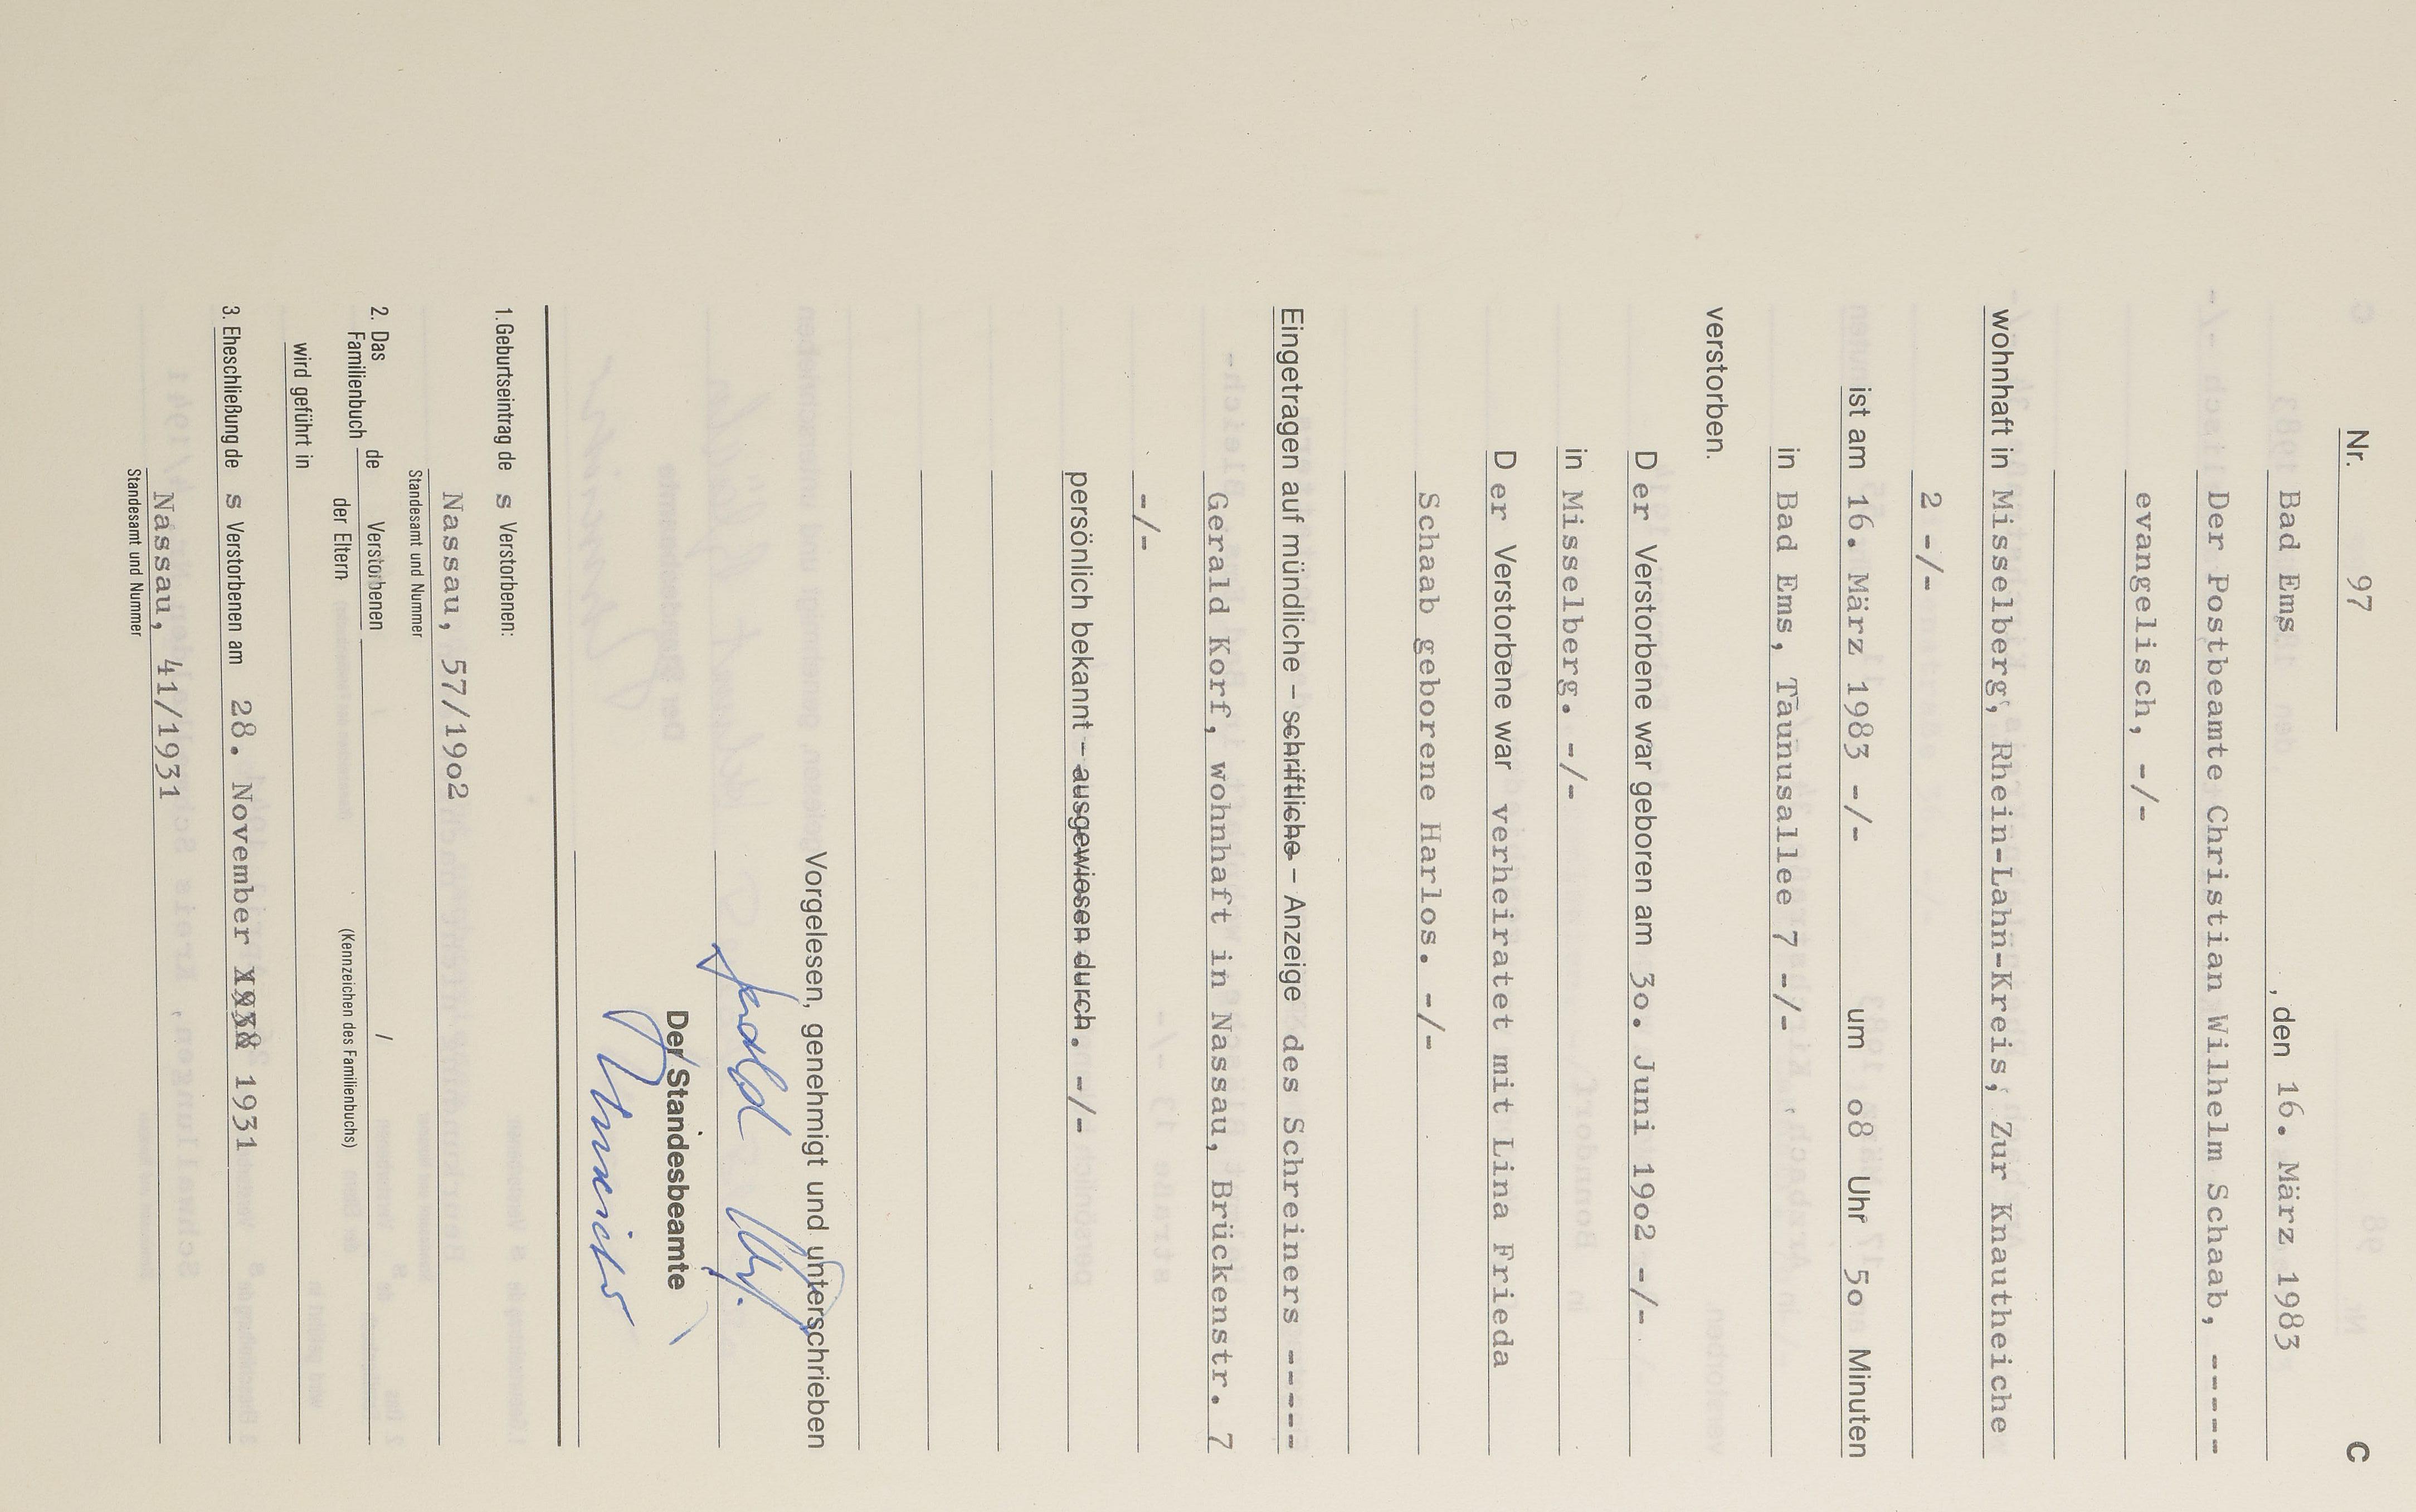 Nr. 97 C
Bad Ems, den 16. März 1983
Der Postbeamte Christian Wilhelm Schaab, -----
evangelisch, -/-
wohnhaft in Misselberg, Rhein-Lahn-Kreis, Zur Knautheiche
2 -/-
ist am 16. März 1983 -/- um o8 Uhr 5o Minuten
in Bad Ems, Taunusallee 7 -/-
verstorben.
Der Verstorbene war geboren am 3o. Juni 19o2 -/-
in Misselberg. -/-
Der Verstorbene war verheiratet mit Lina Frieda
Schaab geborene Harlos. -/-
Eingetragen auf mündliche – schriftliche – Anzeige des Schreiners -----
Gerald Korf, wohnhaft in Nassau, Brückenstr. 7
-/-
persönlich bekannt – ausgewiesen durch. -/-
Vorgelesen, genehmigt und unterschrieben
Der Standesbeamte
1. Geburtseintrag des Verstorbenen:
Nassau, 57/19o2
Standesamt und Nummer
2. Das Familienbuch de Verstorbenen /
der Eltern (Kennzeichen des Familienbuchs)
wird geführt in
3. Eheschließung des Verstorbenen am 28. November 1931
Nassau, 41/1931
Standesamt und Nummer